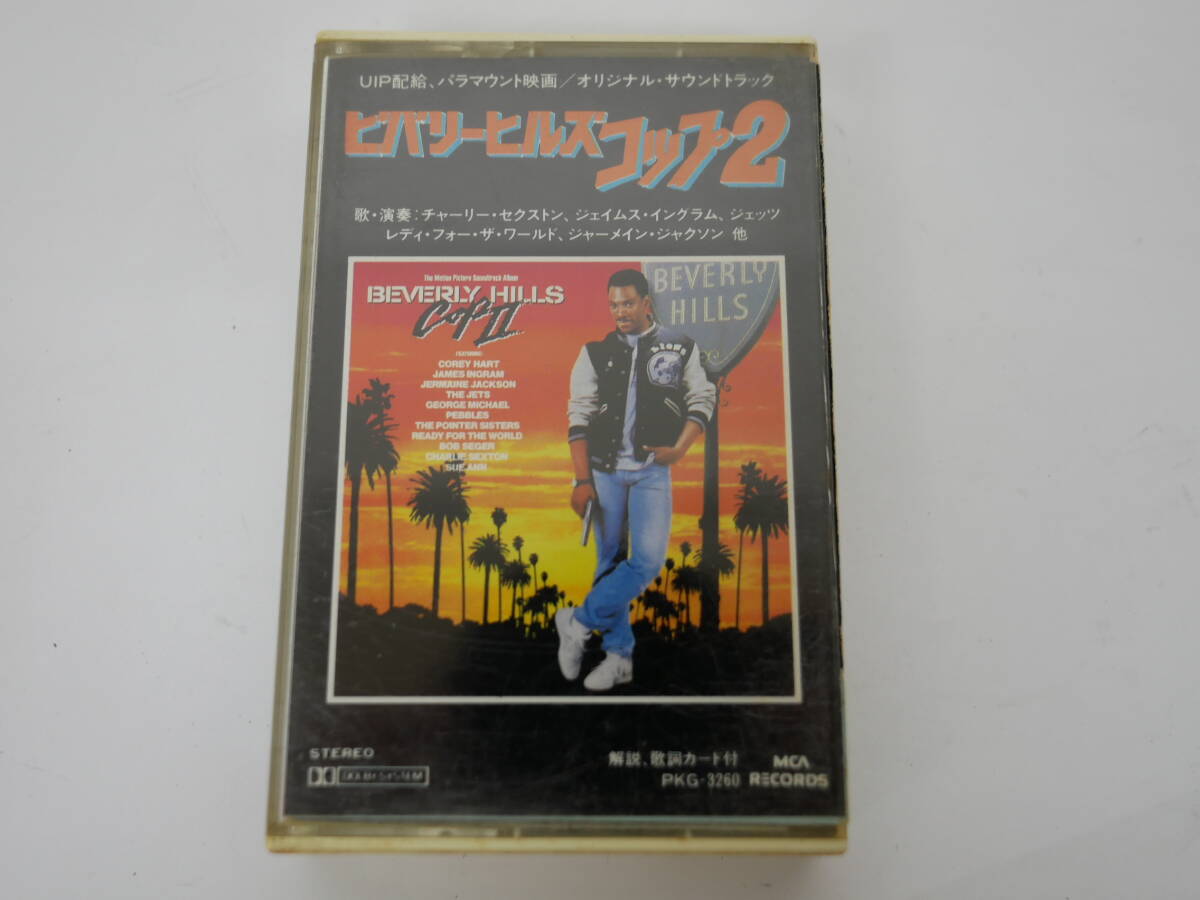 UIP配給、パラマウント映画／オリジナル・サウンドトラック
ビバリーヒルズコップ2
歌・演奏：チャーリー・セクストン、ジェイムス・イングラム、ジェッツ
レディ・フォー・ザ・ワールド、ジャーメイン・ジャクソン 他
The Motion Picture Soundtrack Album
BEVERLY HILLS
Cop II
FEATURING:
COREY HART
JAMES INGRAM
JERMAINE JACKSON
THE JETS
GEORGE MICHAEL
PEBBLES
THE POINTER SISTERS
READY FOR THE WORLD
BOB SEGER
CHARLIE SEXTON
SUE ANN
BEVERLY
HILLS
STEREO
DOLBY SYSTEM
解説、歌詞カード付
PKG-3260
MCA
RECORDS